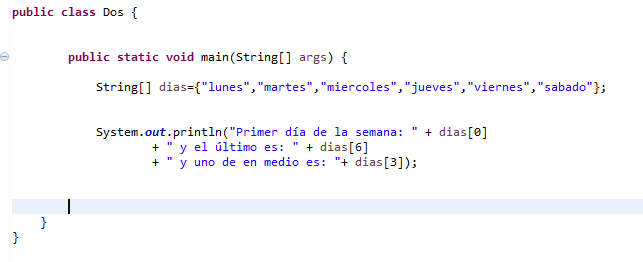 public class Dos {
public static void main(String[] args) {
String[] dias={"lunes","martes","miercoles","jueves","viernes","sabado"};
System.out.println("Primer día de la semana: " + dias[0]
+ " y el último es: " + dias[6]
+ " y uno de en medio es: "+ dias[3]);
}
}